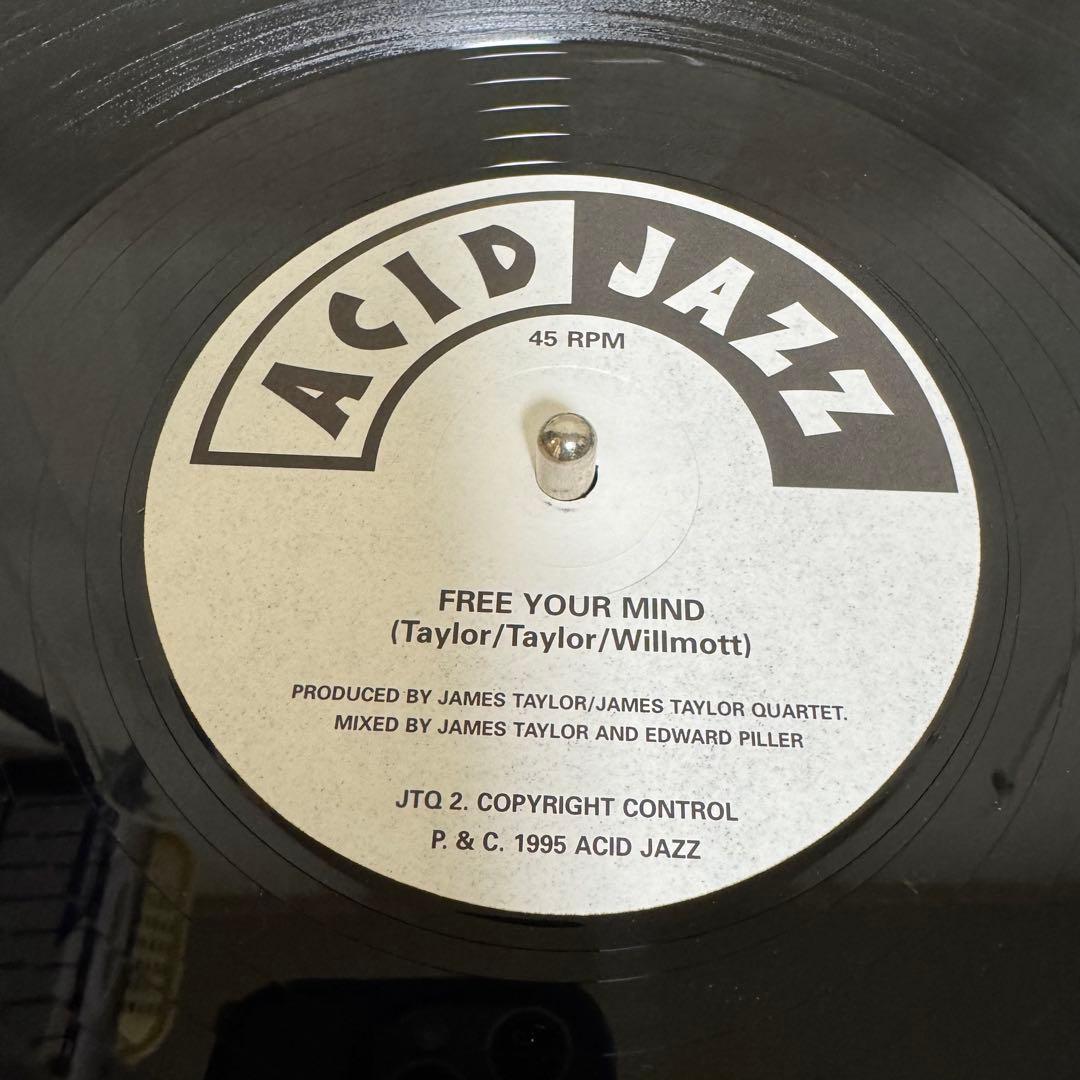 ACID JAZZ
45 RPM
FREE YOUR MIND
(Taylor/Taylor/Willmott)
PRODUCED BY JAMES TAYLOR/JAMES TAYLOR QUARTET.
MIXED BY JAMES TAYLOR AND EDWARD PILLER
JTQ 2. COPYRIGHT CONTROL
P. & C. 1995 ACID JAZZ